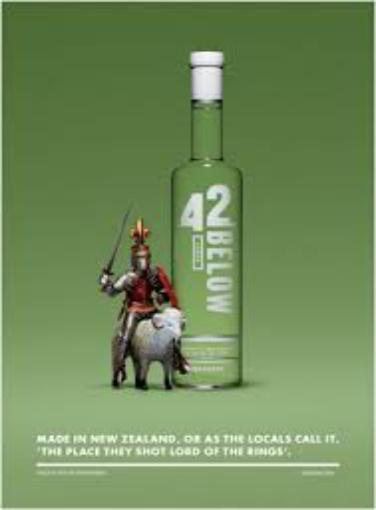 42
BELOW
MADE IN NEW ZEALAND, OR AS THE LOCALS CALL IT,
'THE PLACE THEY SHOT LORD OF THE RINGS'.